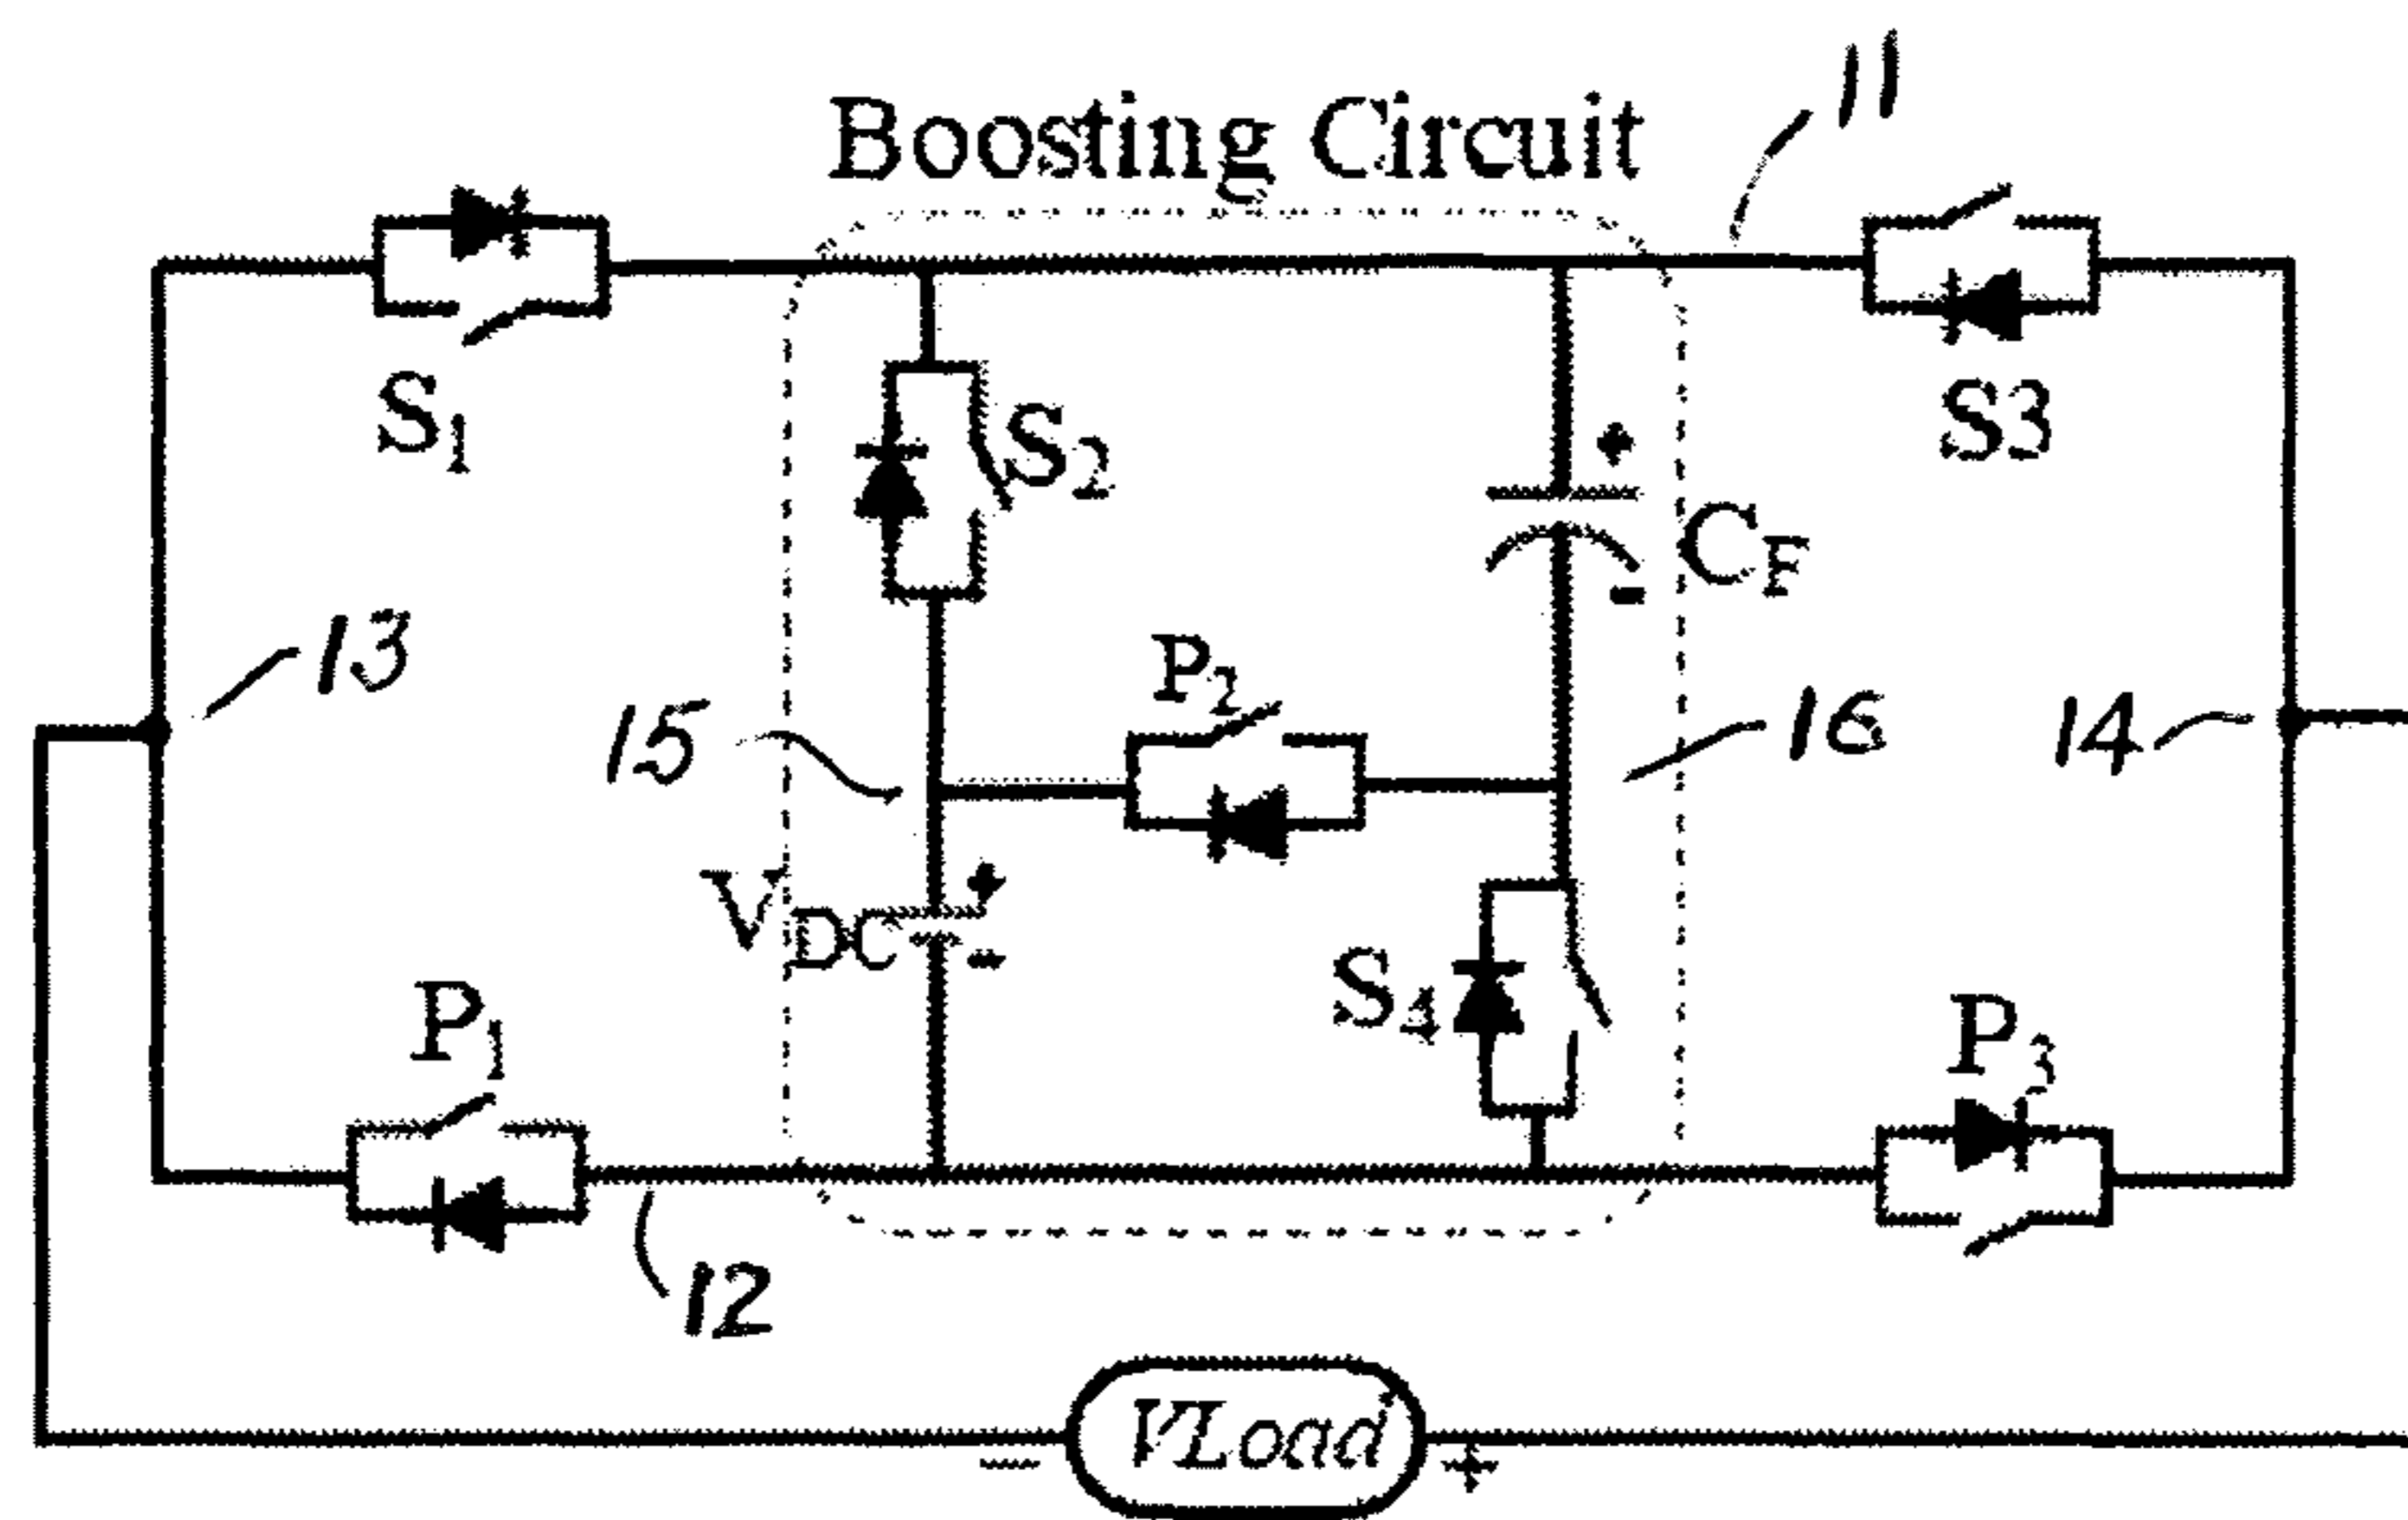 Boosting Circuit
11
S1
S2
S3
CF
13
15
P2
16
14
VDC
S4
P1
P3
12
VLoad